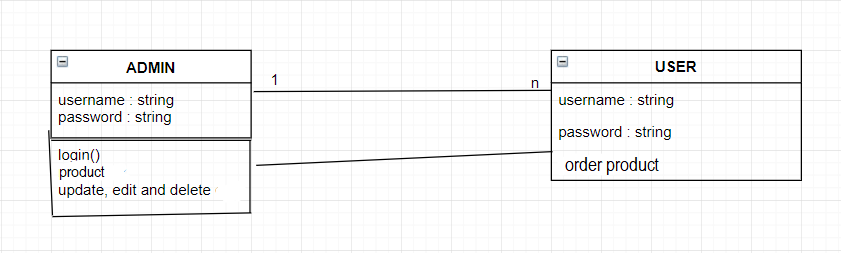 ADMIN
username : string
password : string
login()
product
update, edit and delete
1
n
USER
username : string
password : string
order product